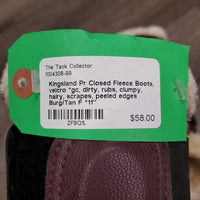 The Tack Collector
1004308-99
Kingsland Pr Closed Fleece Boots,
velcro *gc, dirty, rubs, clumpy,
hairy, scrapes, peeled edges
Burg/Tan F *11"
$58.00